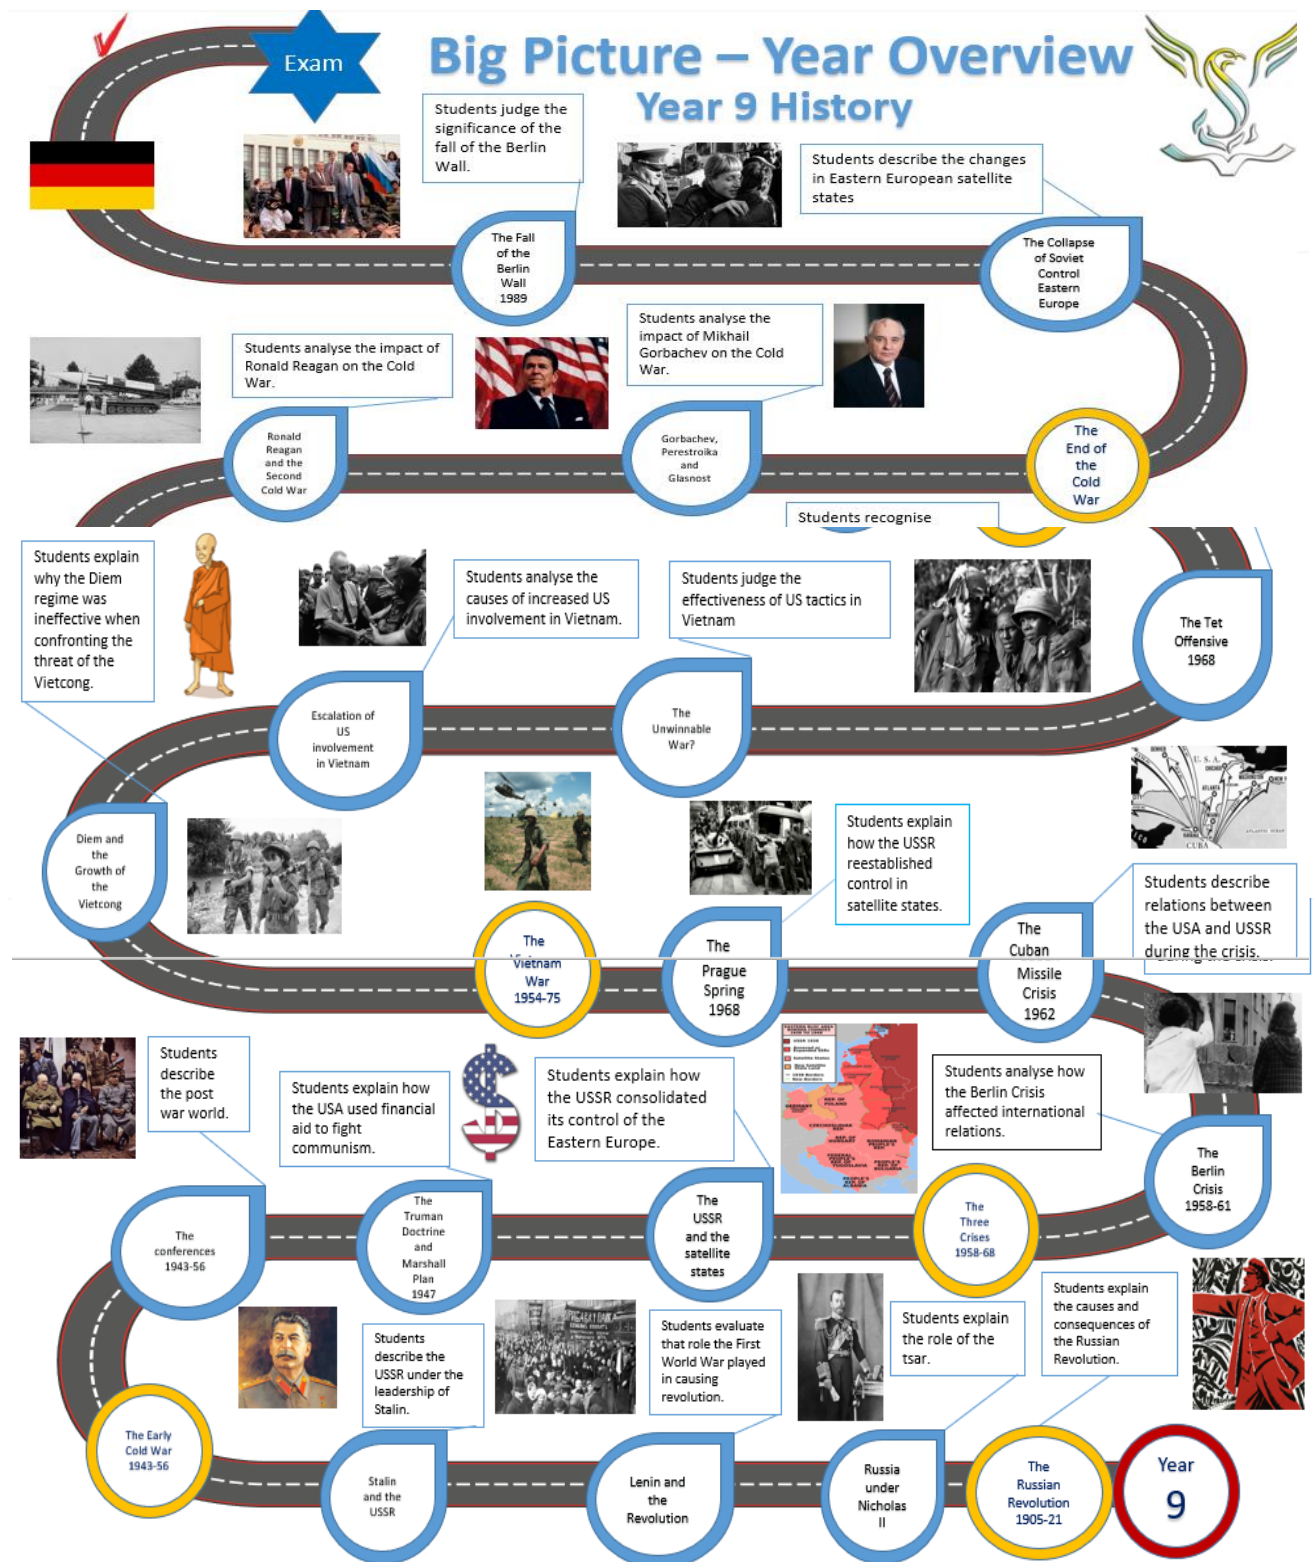 Exam
Big Picture – Year Overview
Year 9 History
Students judge the
significance of the
fall of the Berlin
Wall.
Students describe the changes
in Eastern European satellite
states
The Fall
of the
Berlin
Wall
1989
The Collapse
of Soviet
Control
Eastern
Europe
Students analyse the impact of
Ronald Reagan on the Cold
War.
Students analyse the
impact of Mikhail
Gorbachev on the Cold
War.
Ronald
Reagan
and the
Second
Cold War
Gorbachev,
Perestroika
and
Glasnost
The
End of
the
Cold
War
Students recognise
Students explain
why the Diem
regime was
ineffective when
confronting the
threat of the
Vietcong.
Students analyse the
causes of increased US
involvement in Vietnam.
Students judge the
effectiveness of US tactics in
Vietnam
The Tet
Offensive
1968
Escalation of
US
involvement
in Vietnam
The
Unwinnable
War?
Diem and
the
Growth of
the
Vietcong
Students explain
how the USSR
reestablished
control in
satellite states.
U. S. A.
CHICAGO
WASHINGTON
ATLANTA
CUBA
ATLANTIC OCEAN
Students describe
relations between
the USA and USSR
during the crisis.
The
Vietnam
War
1954-75
The
Prague
Spring
1968
The
Cuban
Missile
Crisis
1962
Students
describe
the post
war world.
Students explain how
the USA used financial
aid to fight
communism.
Students explain how
the USSR consolidated
its control of the
Eastern Europe.
Students analyse how
the Berlin Crisis
affected international
relations.
The
conferences
1943-56
The
Truman
Doctrine
and
Marshall
Plan
1947
The
USSR
and the
satellite
states
The
Three
Crises
1958-68
The
Berlin
Crisis
1958-61
Students
describe the
USSR under the
leadership of
Stalin.
Students evaluate
that role the First
World War played
in causing
revolution.
Students explain
the role of the
tsar.
Students explain
the causes and
consequences of
the Russian
Revolution.
The Early
Cold War
1943-56
Stalin
and the
USSR
Lenin and
the
Revolution
Russia
under
Nicholas
II
The
Russian
Revolution
1905-21
Year
9